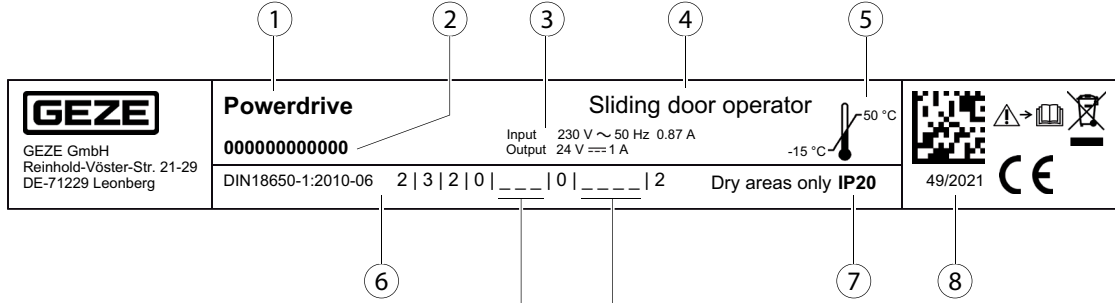 1 2 3 4 5
GEZE
GEZE GmbH
Reinhold-Vöster-Str. 21-29
DE-71229 Leonberg
Powerdrive
000000000000
Sliding door operator
Input 230 V ~ 50 Hz 0.87 A
Output 24 V ⎓ 1 A
50 °C
-15 °C
DIN18650-1:2010-06 2 | 3 | 2 | 0 | _ _ _ | 0 | _ _ _ _ | 2
Dry areas only IP20
49/2021
CE
6 7 8